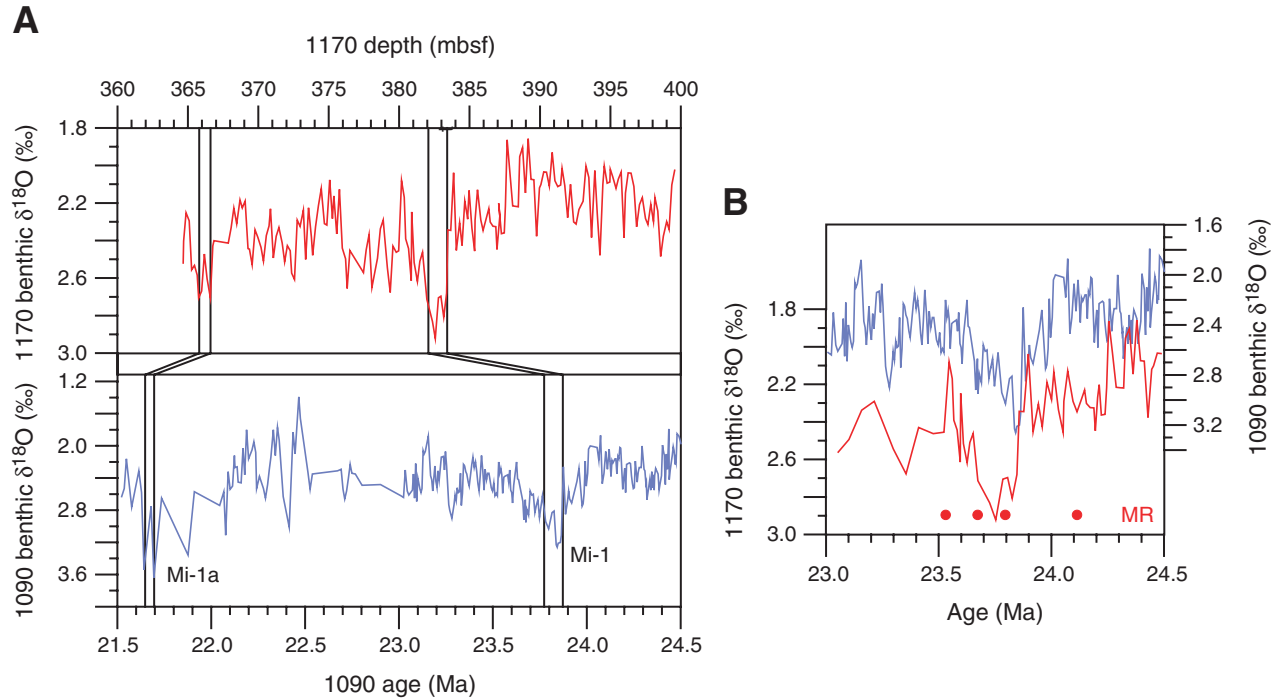 A
1170 depth (mbsf)
360 365 370 375 380 385 390 395 400
1170 benthic δ18O (‰)
1.8
2.2
2.6
3.0
1090 benthic δ18O (‰)
1.2
2.0
2.8
3.6
Mi-1a
Mi-1
21.5 22.0 22.5 23.0 23.5 24.0 24.5
1090 age (Ma)
B
1170 benthic δ18O (‰)
1.8
2.2
2.6
3.0
1.6
2.0
2.4
2.8
3.2
1090 benthic δ18O (‰)
MR
23.0 23.5 24.0 24.5
Age (Ma)